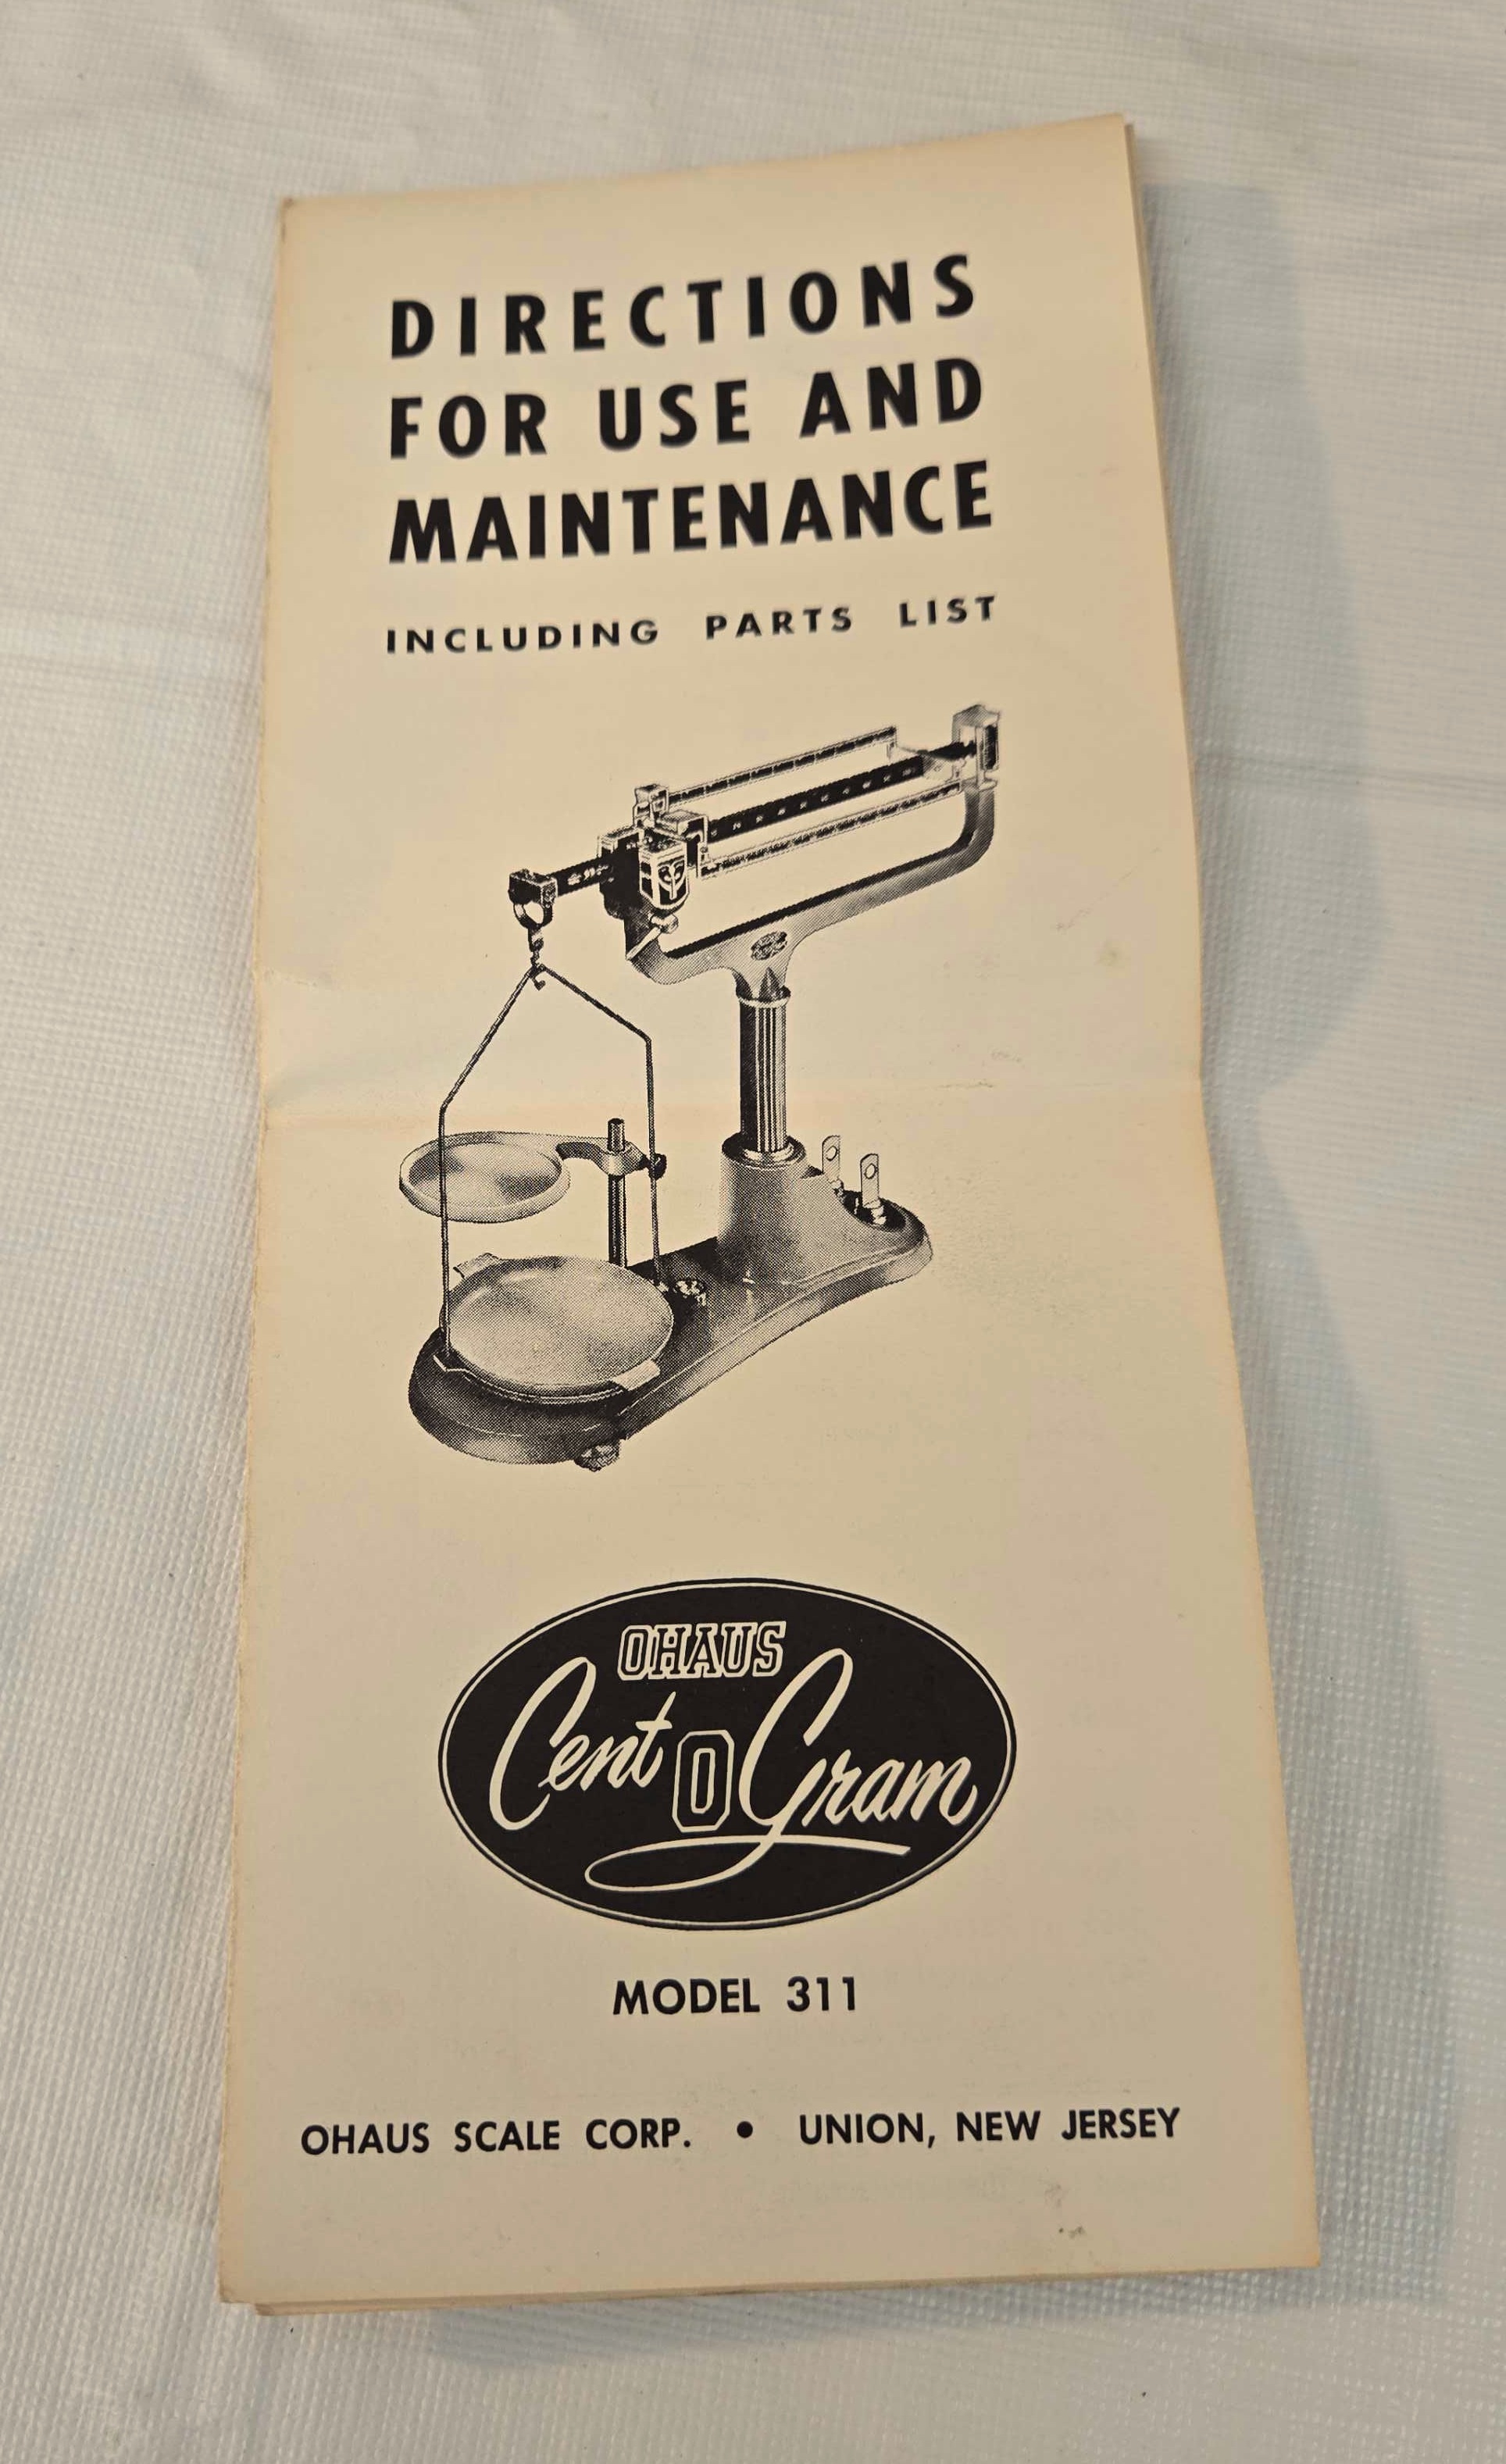 DIRECTIONS
FOR USE AND
MAINTENANCE
INCLUDING PARTS LIST
OHAUS
Cent O Gram
MODEL 311
OHAUS SCALE CORP. • UNION, NEW JERSEY